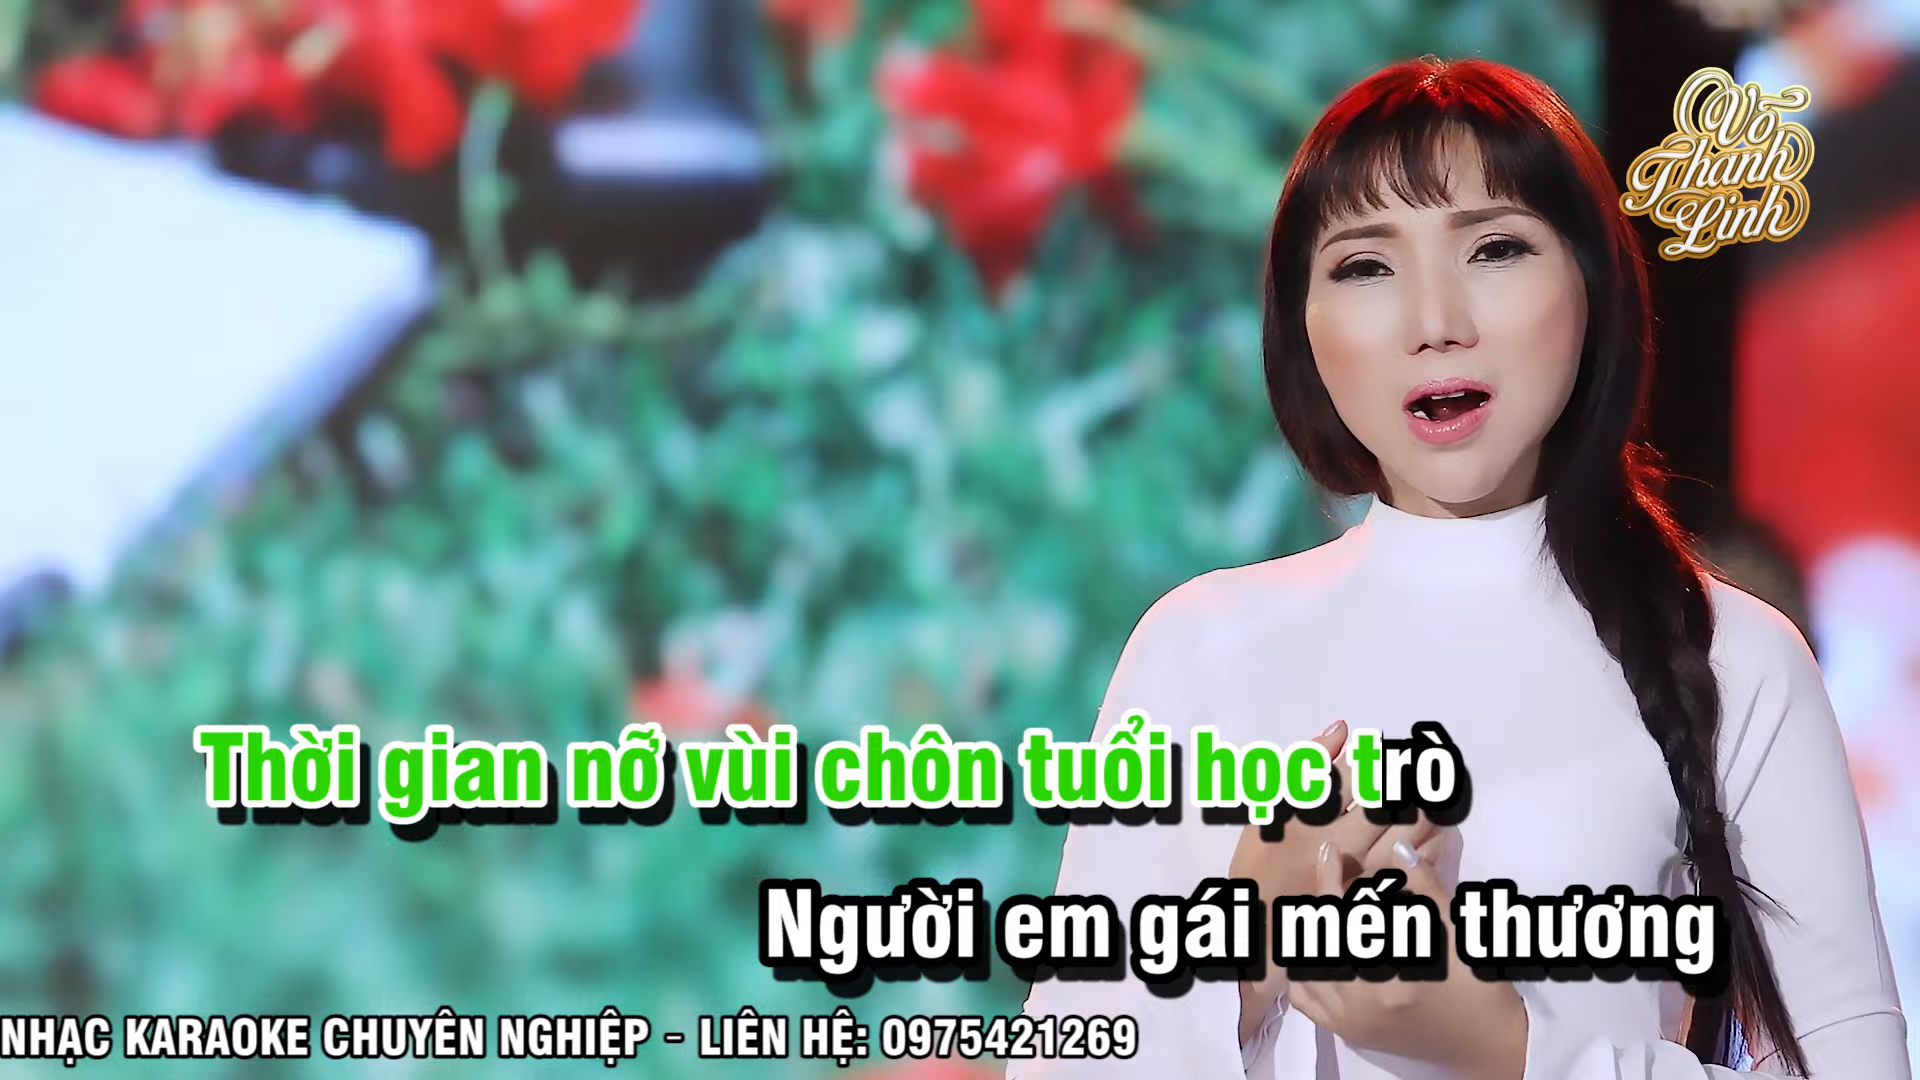 Võ
Thanh
Linh
Thời gian nỡ vùi chôn tuổi học trò
Người em gái mến thương
NHẠC KARAOKE CHUYÊN NGHIỆP - LIÊN HỆ: 0975421269